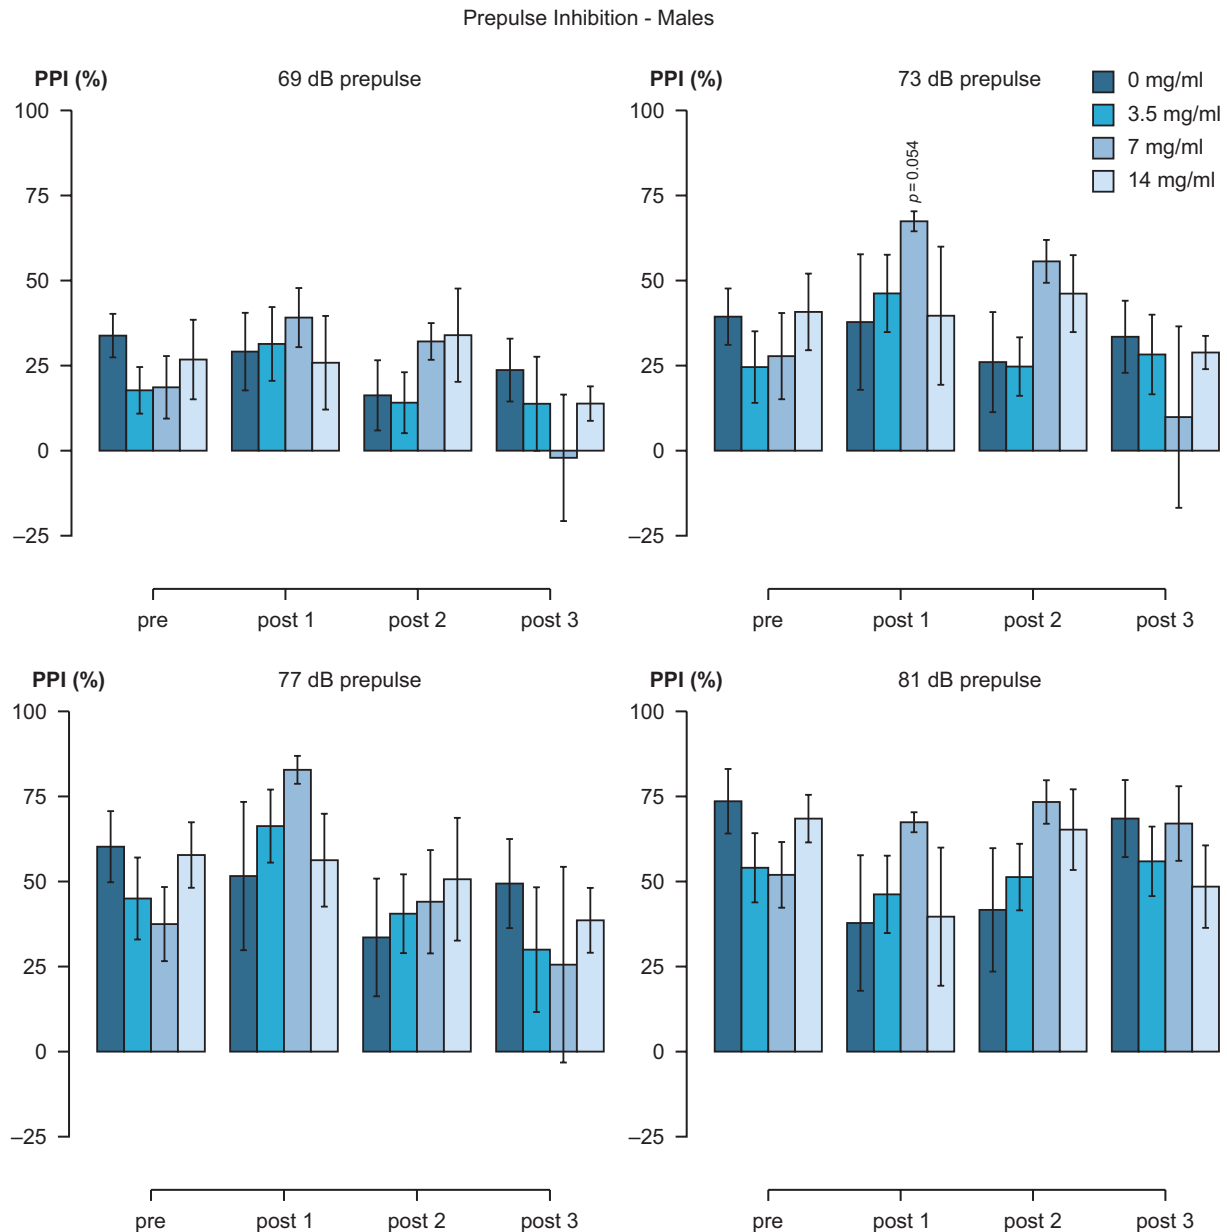 Prepulse Inhibition - Males
PPI (%)
69 dB prepulse
100
75
50
25
0
–25
pre
post 1
post 2
post 3
PPI (%)
73 dB prepulse
0 mg/ml
3.5 mg/ml
7 mg/ml
14 mg/ml
p = 0.054
100
75
50
25
0
–25
pre
post 1
post 2
post 3
PPI (%)
77 dB prepulse
100
75
50
25
0
–25
pre
post 1
post 2
post 3
PPI (%)
81 dB prepulse
100
75
50
25
0
–25
pre
post 1
post 2
post 3